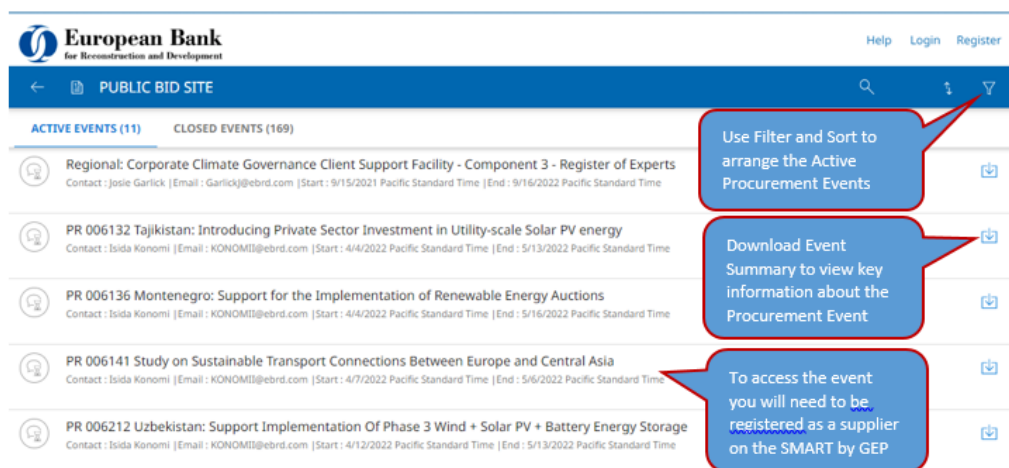 European Bank
for Reconstruction and Development
Help Login Register
PUBLIC BID SITE
ACTIVE EVENTS (11) CLOSED EVENTS (169)
Use Filter and Sort to
arrange the Active
Procurement Events
Regional: Corporate Climate Governance Client Support Facility - Component 3 - Register of Experts
Contact : Josie Garlick |Email : GarlickJ@ebrd.com |Start : 9/15/2021 Pacific Standard Time |End : 9/16/2022 Pacific Standard Time
PR 006132 Tajikistan: Introducing Private Sector Investment in Utility-scale Solar PV energy
Contact : Isida Konomi |Email : KONOMII@ebrd.com |Start : 4/4/2022 Pacific Standard Time |End : 5/13/2022 Pacific Standard Time
Download Event
Summary to view key
information about the
Procurement Event
PR 006136 Montenegro: Support for the Implementation of Renewable Energy Auctions
Contact : Isida Konomi |Email : KONOMII@ebrd.com |Start : 4/4/2022 Pacific Standard Time |End : 5/16/2022 Pacific Standard Time
PR 006141 Study on Sustainable Transport Connections Between Europe and Central Asia
Contact : Isida Konomi |Email : KONOMII@ebrd.com |Start : 4/7/2022 Pacific Standard Time |End : 5/6/2022 Pacific Standard Time
To access the event
you will need to be
registered as a supplier
on the SMART by GEP
PR 006212 Uzbekistan: Support Implementation Of Phase 3 Wind + Solar PV + Battery Energy Storage
Contact : Isida Konomi |Email : KONOMII@ebrd.com |Start : 4/12/2022 Pacific Standard Time |End : 5/13/2022 Pacific Standard Time